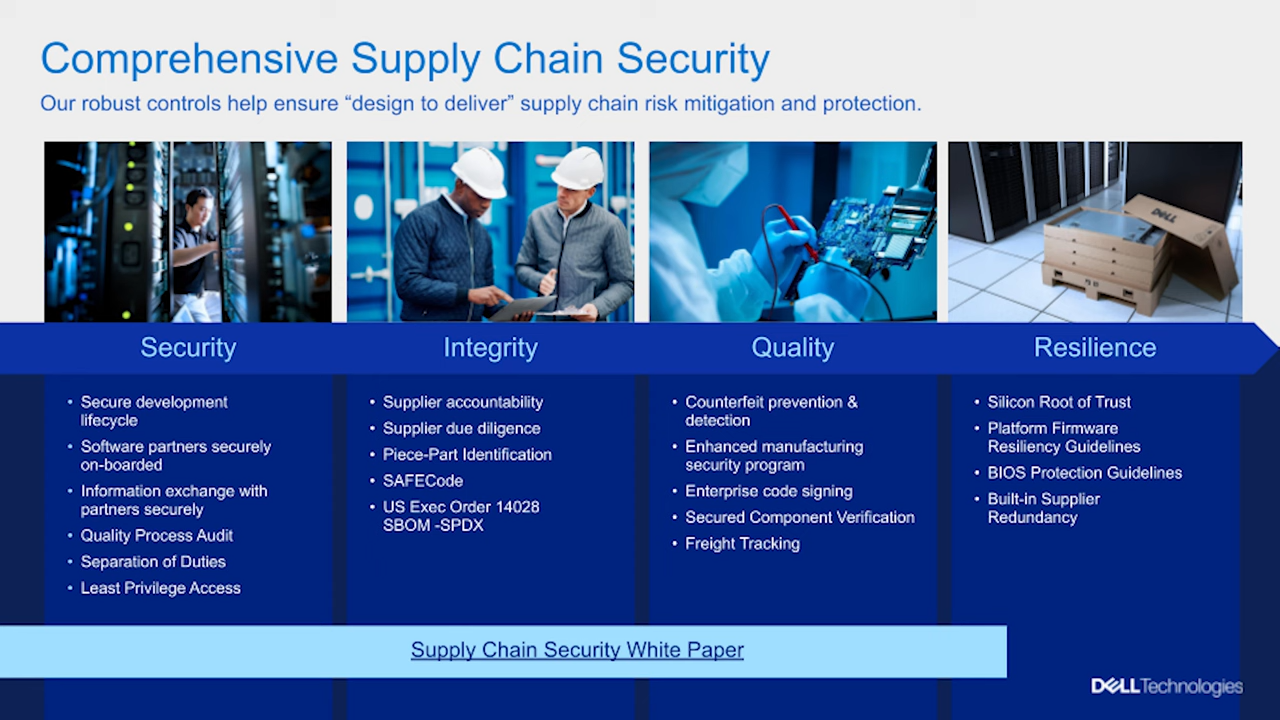 Comprehensive Supply Chain Security
Our robust controls help ensure “design to deliver” supply chain risk mitigation and protection.
DELL
Security
• Secure development
lifecycle
• Software partners securely
on-boarded
• Information exchange with
partners securely
• Quality Process Audit
• Separation of Duties
• Least Privilege Access
Integrity
• Supplier accountability
• Supplier due diligence
• Piece-Part Identification
• SAFECode
• US Exec Order 14028
SBOM -SPDX
Quality
• Counterfeit prevention &
detection
• Enhanced manufacturing
security program
• Enterprise code signing
• Secured Component Verification
• Freight Tracking
Resilience
• Silicon Root of Trust
• Platform Firmware
Resiliency Guidelines
• BIOS Protection Guidelines
• Built-in Supplier
Redundancy
Supply Chain Security White Paper
DELLTechnologies